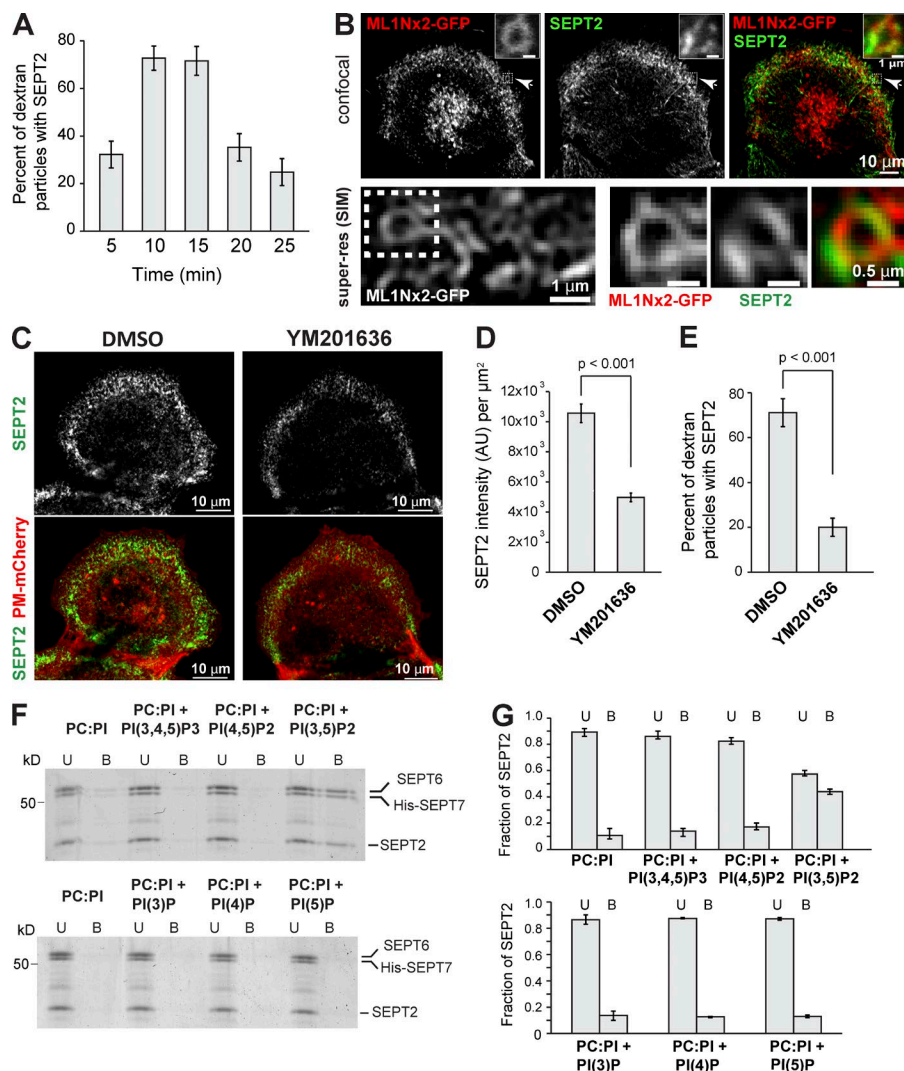 A
Percent of dextran
particles with SEPT2
80
60
40
20
0
5 10 15 20 25
Time (min)
B
confocal
ML1Nx2-GFP
SEPT2
ML1Nx2-GFP
SEPT2
1 µm
10 µm
super-res (SIM)
ML1Nx2-GFP
1 µm
ML1Nx2-GFP
SEPT2
0.5 µm
C
DMSO
YM201636
SEPT2
10 µm
10 µm
SEPT2 PM-mCherry
10 µm
10 µm
D
SEPT2 intensity (AU) per µm²
p < 0.001
12x10³
10x10³
8x10³
6x10³
4x10³
2x10³
0
DMSO
YM201636
E
Percent of dextran
particles with SEPT2
p < 0.001
80
60
40
20
0
DMSO
YM201636
F
PC:PI
PC:PI +
PI(3,4,5)P3
PC:PI +
PI(4,5)P2
PC:PI +
PI(3,5)P2
kD
U B U B U B U B
50
SEPT6
His-SEPT7
SEPT2
PC:PI
PC:PI +
PI(3)P
PC:PI +
PI(4)P
PC:PI +
PI(5)P
kD
U B U B U B U B
50
SEPT6
His-SEPT7
SEPT2
G
Fraction of SEPT2
U B U B U B U B
1.0
0.8
0.6
0.4
0.2
0
PC:PI
PC:PI +
PI(3,4,5)P3
PC:PI +
PI(4,5)P2
PC:PI +
PI(3,5)P2
Fraction of SEPT2
U B U B U B
1.0
0.8
0.6
0.4
0.2
0
PC:PI +
PI(3)P
PC:PI +
PI(4)P
PC:PI +
PI(5)P